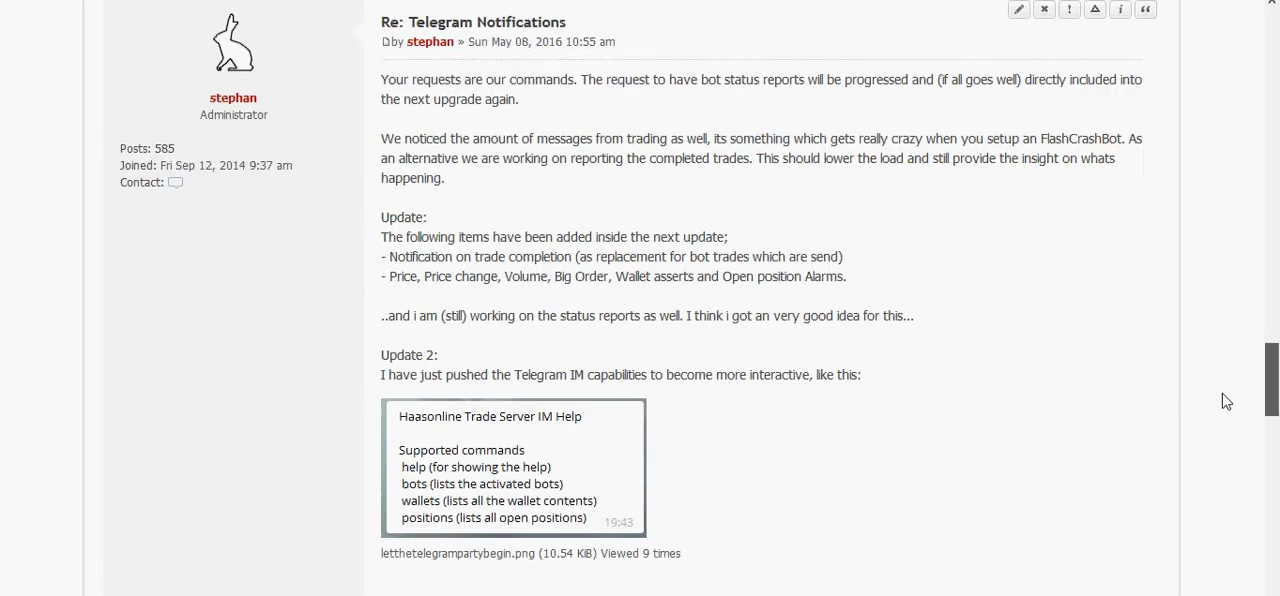 Re: Telegram Notifications
by stephan » Sun May 08, 2016 10:55 am
stephan
Administrator
Posts: 585
Joined: Fri Sep 12, 2014 9:37 am
Contact:
Your requests are our commands. The request to have bot status reports will be progressed and (if all goes well) directly included into
the next upgrade again.
We noticed the amount of messages from trading as well, its something which gets really crazy when you setup an FlashCrashBot. As
an alternative we are working on reporting the completed trades. This should lower the load and still provide the insight on whats
happening.
Update:
The following items have been added inside the next update;
- Notification on trade completion (as replacement for bot trades which are send)
- Price, Price change, Volume, Big Order, Wallet asserts and Open position Alarms.
..and i am (still) working on the status reports as well. I think i got an very good idea for this...
Update 2:
I have just pushed the Telegram IM capabilities to become more interactive, like this:
Haasonline Trade Server IM Help
Supported commands
help (for showing the help)
bots (lists the activated bots)
wallets (lists all the wallet contents)
positions (lists all open positions)
19:43
letthetelegrampartybegin.png (10.54 KiB) Viewed 9 times